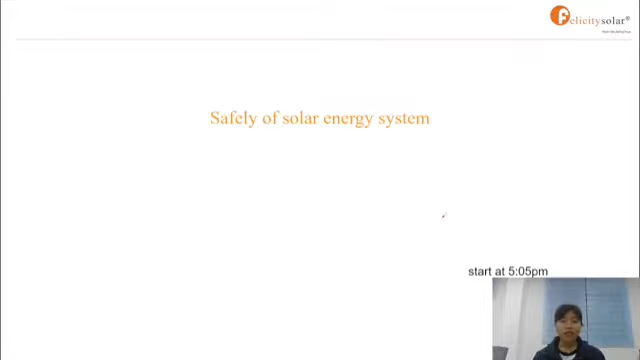 felicitysolar®
Safely of solar energy system
start at 5:05pm